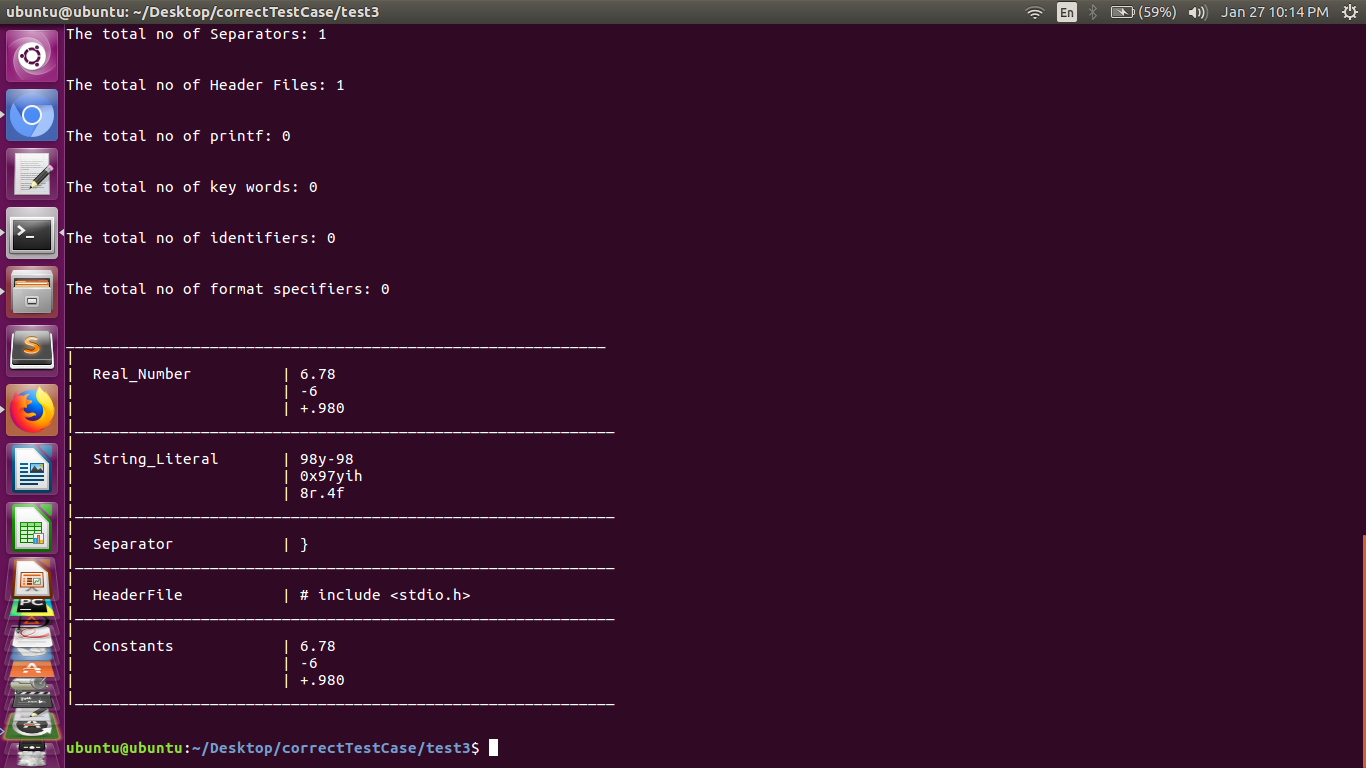 ubuntu@ubuntu: ~/Desktop/correctTestCase/test3
En
(59%)
Jan 27 10:14 PM
The total no of Separators: 1
The total no of Header Files: 1
The total no of printf: 0
The total no of key words: 0
The total no of identifiers: 0
The total no of format specifiers: 0
| Real_Number | 6.78
| | -6
| | +.980
| String_Literal | 98y-98
| | 0x97yih
| | 8r.4f
| Separator | }
| HeaderFile | # include <stdio.h>
| Constants | 6.78
| | -6
| | +.980
ubuntu@ubuntu:~/Desktop/correctTestCase/test3$
S
PC